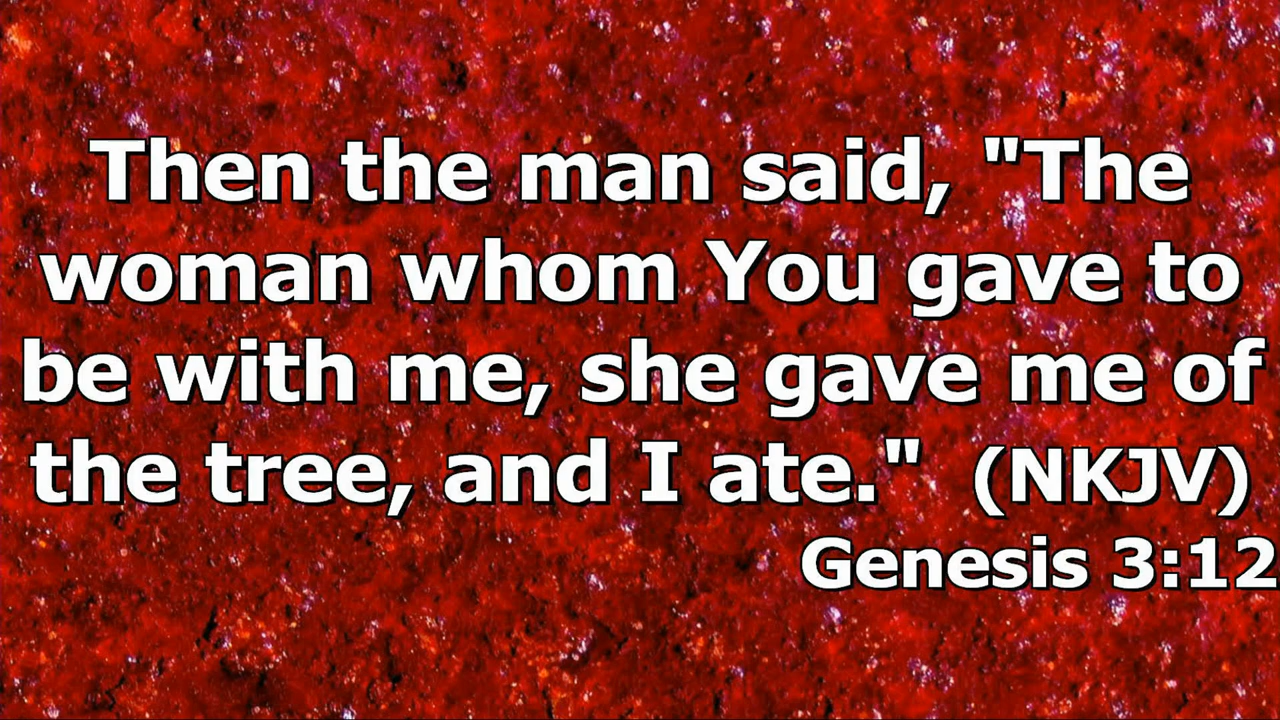 Then the man said, "The
woman whom You gave to
be with me, she gave me of
the tree, and I ate." (NKJV)
Genesis 3:12